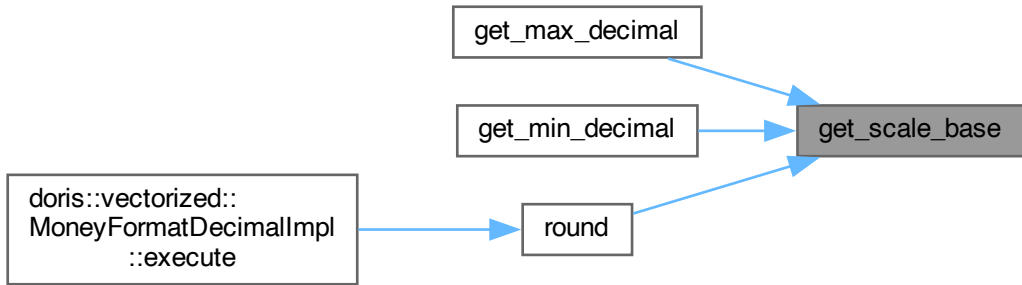 get_max_decimal
get_min_decimal
get_scale_base
doris::vectorized::
MoneyFormatDecimalImpl
::execute
round